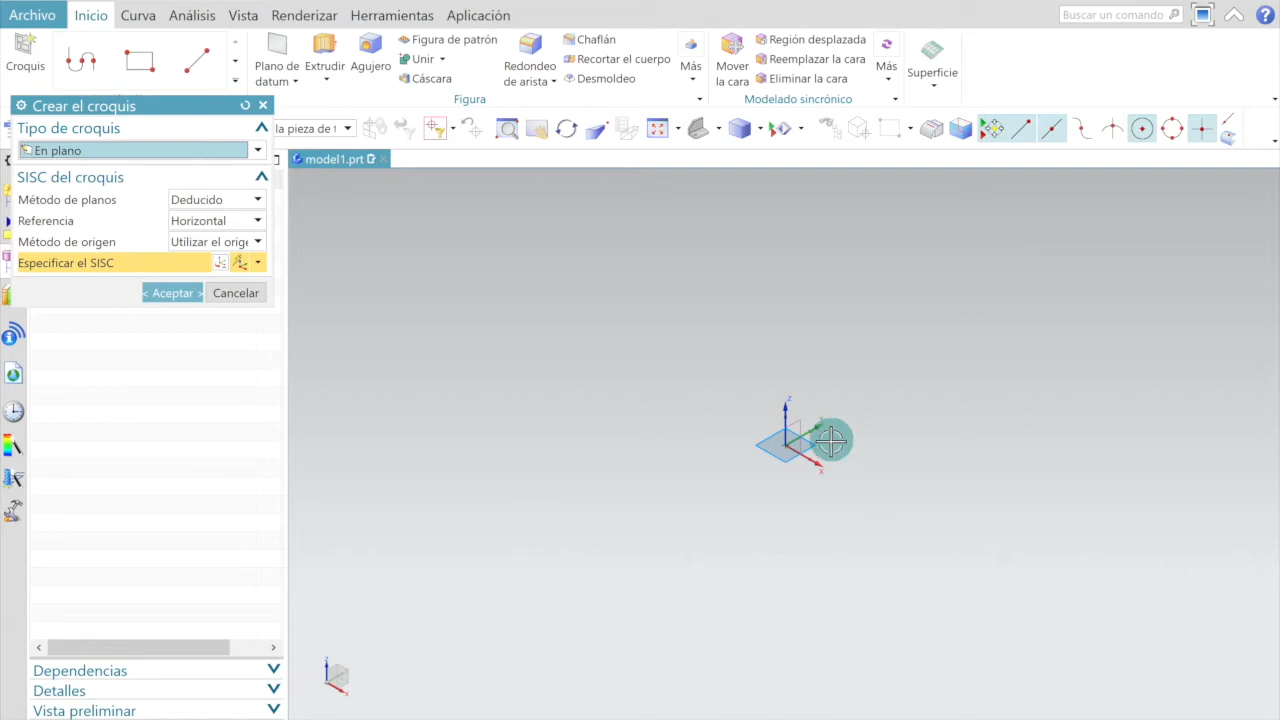 Archivo Inicio Curva Análisis Vista Renderizar Herramientas Aplicación Buscar un comando
Croquis
Plano de datum
Extrudir
Agujero
Figura de patrón
Unir
Cáscara
Redondeo de arista
Chaflán
Recortar el cuerpo
Desmoldeo
Más
Figura
Mover la cara
Región desplazada
Reemplazar la cara
Eliminar la cara
Más
Modelado sincrónico
Superficie
Crear el croquis
la pieza de
Tipo de croquis
En plano
model1.prt
SISC del croquis
Método de planos Deducido
Referencia Horizontal
Método de origen Utilizar el orige
Especificar el SISC
< Aceptar > Cancelar
Z
Y
X
Z
X
Dependencias
Detalles
Vista preliminar